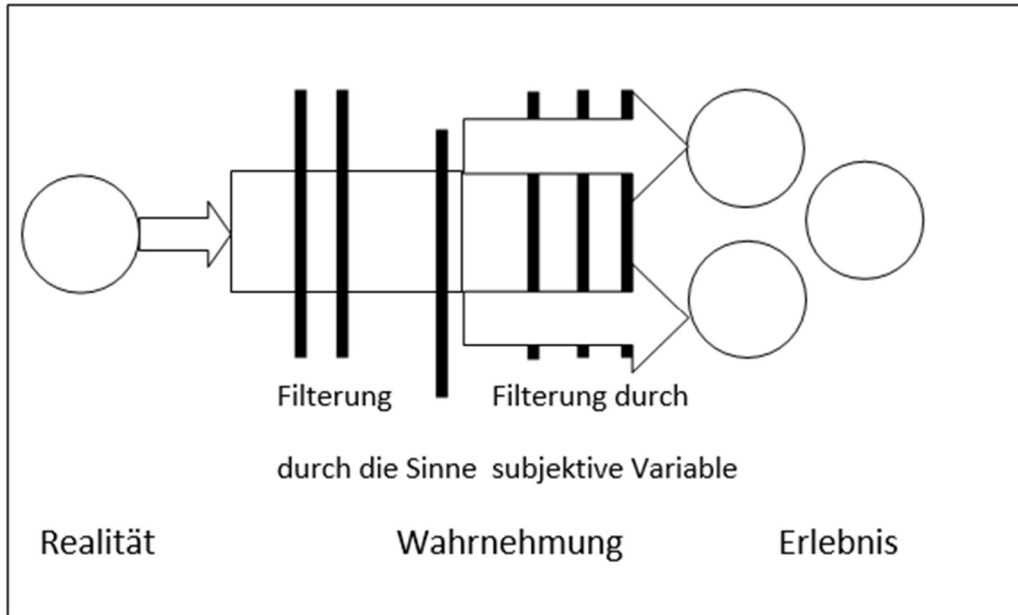 Filterung Filterung durch
durch die Sinne subjektive Variable
Realität Wahrnehmung Erlebnis